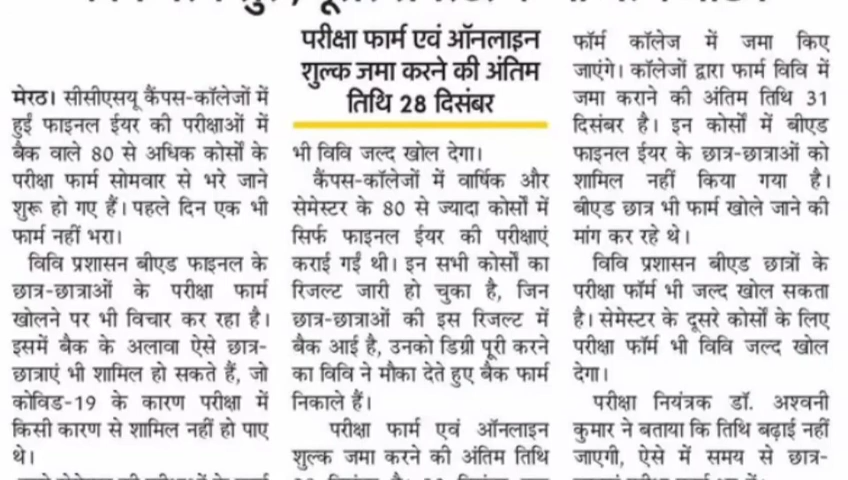 परीक्षा फार्म एवं ऑनलाइन
शुल्क जमा करने की अंतिम
तिथि 28 दिसंबर
मेरठ। सीसीएसयू कैंपस-कॉलेजों में
हुईं फाइनल ईयर की परीक्षाओं में
बैक वाले 80 से अधिक कोर्सों के
परीक्षा फार्म सोमवार से भरे जाने
शुरू हो गए हैं। पहले दिन एक भी
फार्म नहीं भरा।
विवि प्रशासन बीएड फाइनल के
छात्र-छात्राओं के परीक्षा फार्म
खोलने पर भी विचार कर रहा है।
इसमें बैक के अलावा ऐसे छात्र-
छात्राएं भी शामिल हो सकते हैं, जो
कोविड-19 के कारण परीक्षा में
किसी कारण से शामिल नहीं हो पाए
थे।
भी विवि जल्द खोल देगा।
कैंपस-कॉलेजों में वार्षिक और
सेमेस्टर के 80 से ज्यादा कोर्सों में
सिर्फ फाइनल ईयर की परीक्षाएं
कराई गईं थी। इन सभी कोर्सों का
रिजल्ट जारी हो चुका है, जिन
छात्र-छात्राओं की इस रिजल्ट में
बैक आई है, उनको डिग्री पूरी करने
का विवि ने मौका देते हुए बैक फार्म
निकाले हैं।
परीक्षा फार्म एवं ऑनलाइन
शुल्क जमा करने की अंतिम तिथि
फॉर्म कॉलेज में जमा किए
जाएंगे। कॉलेजों द्वारा फार्म विवि में
जमा कराने की अंतिम तिथि 31
दिसंबर है। इन कोर्सों में बीएड
फाइनल ईयर के छात्र-छात्राओं को
शामिल नहीं किया गया है।
बीएड छात्र भी फार्म खोले जाने की
मांग कर रहे थे।
विवि प्रशासन बीएड छात्रों के
परीक्षा फॉर्म भी जल्द खोल सकता
है। सेमेस्टर के दूसरे कोर्सों के लिए
परीक्षा फॉर्म भी विवि जल्द खोल
देगा।
परीक्षा नियंत्रक डॉ. अश्वनी
कुमार ने बताया कि तिथि बढ़ाई नहीं
जाएगी, ऐसे में समय से छात्र-